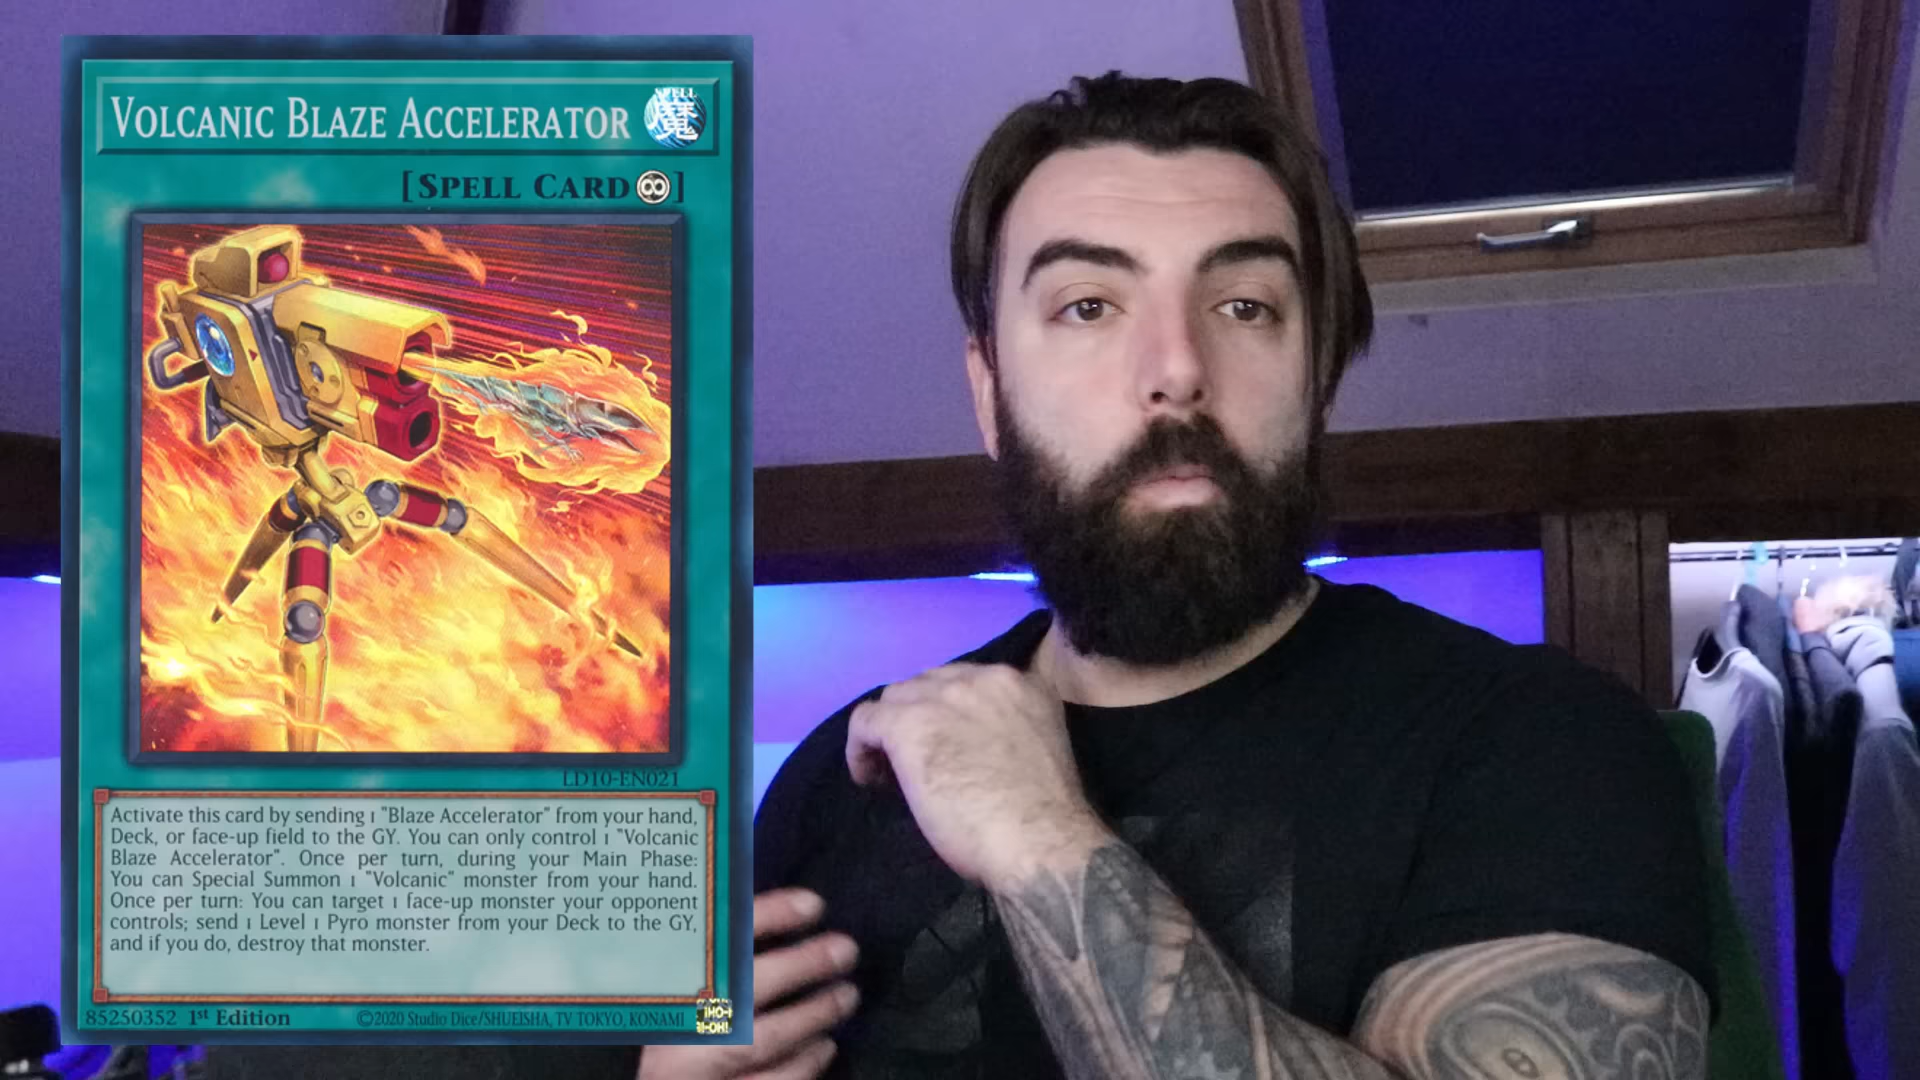 VOLCANIC BLAZE ACCELERATOR
SPELL
魔
[SPELL CARD]
LD10-EN021
Activate this card by sending 1 "Blaze Accelerator" from your hand,
Deck, or face-up field to the GY. You can only control 1 "Volcanic
Blaze Accelerator". Once per turn, during your Main Phase:
You can Special Summon 1 "Volcanic" monster from your hand.
Once per turn: You can target 1 face-up monster your opponent
controls; send 1 Level 1 Pyro monster from your Deck to the GY,
and if you do, destroy that monster.
85250352 1st Edition ©2020 Studio Dice/SHUEISHA, TV TOKYO, KONAMI